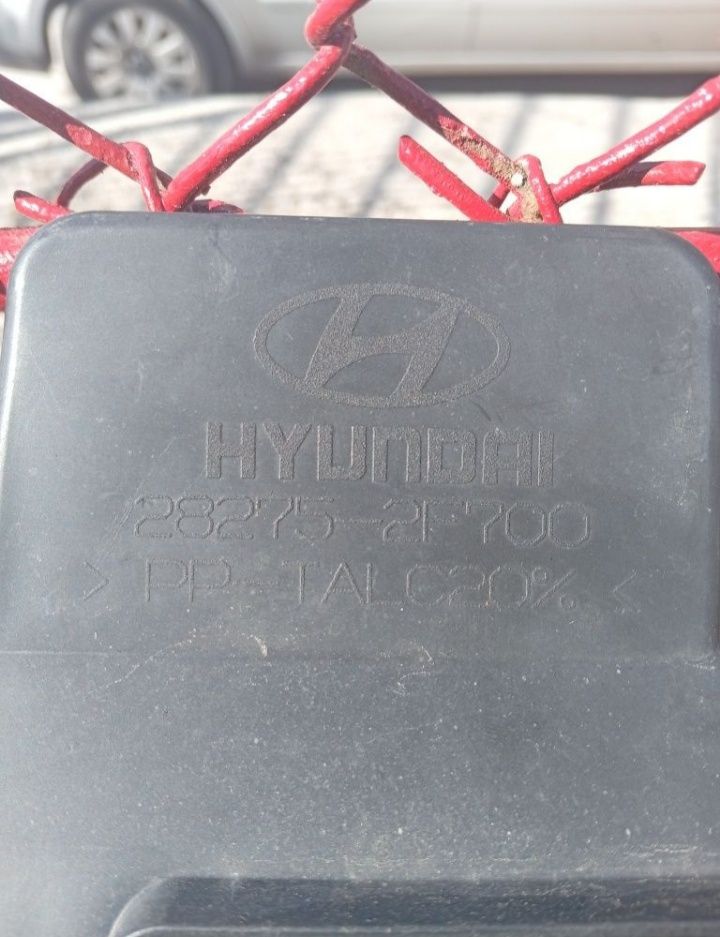 HYUNDAI
28275-2F700
> PP-TALC20% <